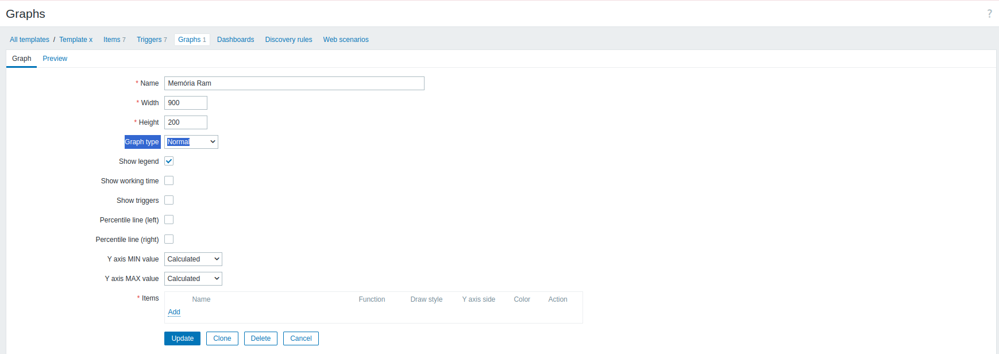 Graphs
?
All templates / Template x Items 7 Triggers 7 Graphs 1 Dashboards Discovery rules Web scenarios
Graph Preview
* Name Memória Ram
* Width 900
* Height 200
Graph type Normal
Show legend
Show working time
Show triggers
Percentile line (left)
Percentile line (right)
Y axis MIN value Calculated
Y axis MAX value Calculated
* Items Name Function Draw style Y axis side Color Action
Add
Update Clone Delete Cancel